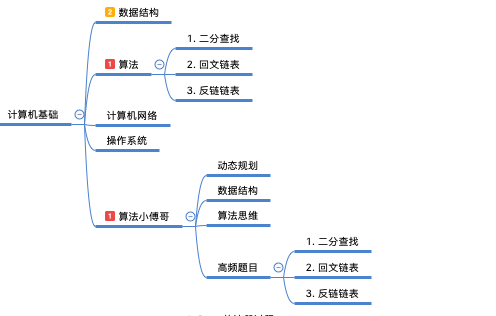 2 数据结构
1. 二分查找
1 算法
2. 回文链表
3. 反链链表
计算机基础
计算机网络
操作系统
动态规划
数据结构
1 算法小傅哥
算法思维
高频题目
1. 二分查找
2. 回文链表
3. 反链链表